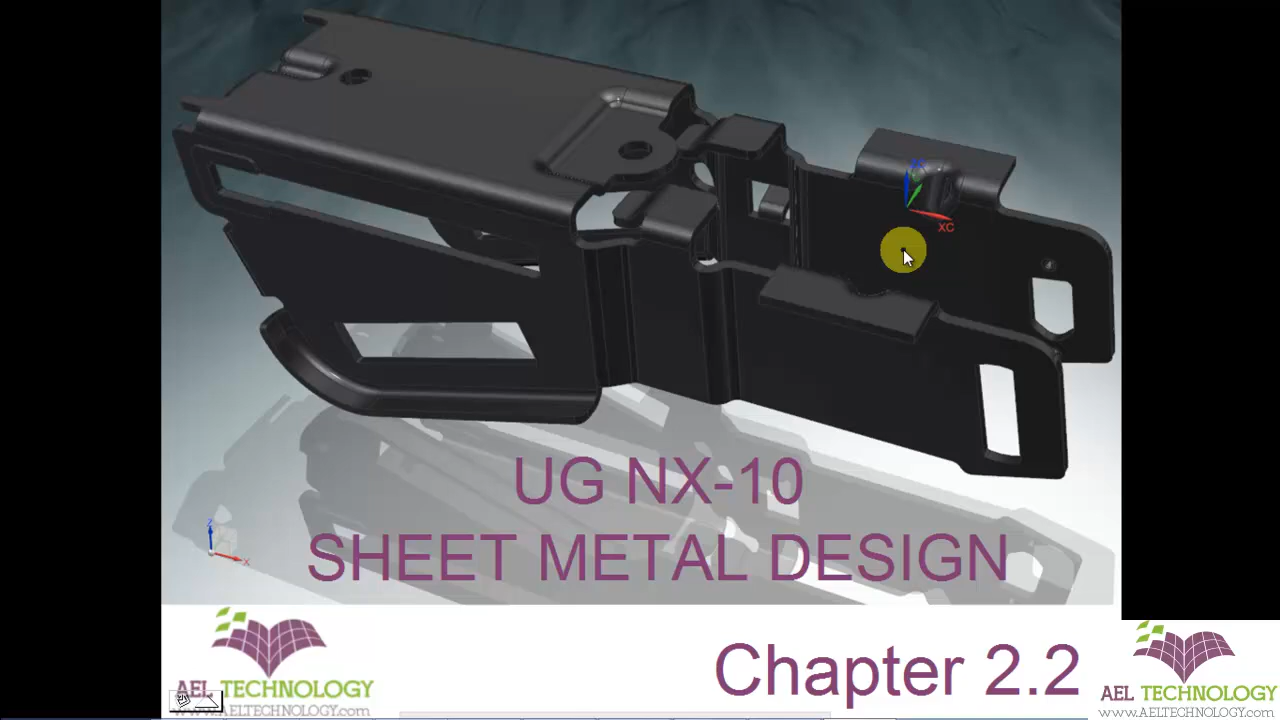 XC
Z
X
UG NX-10
SHEET METAL DESIGN
Chapter 2.2
AEL TECHNOLOGY
WWW.AELTECHNOLOGY.com
AEL TECHNOLOGY
www.AELTECHNOLOGY.com